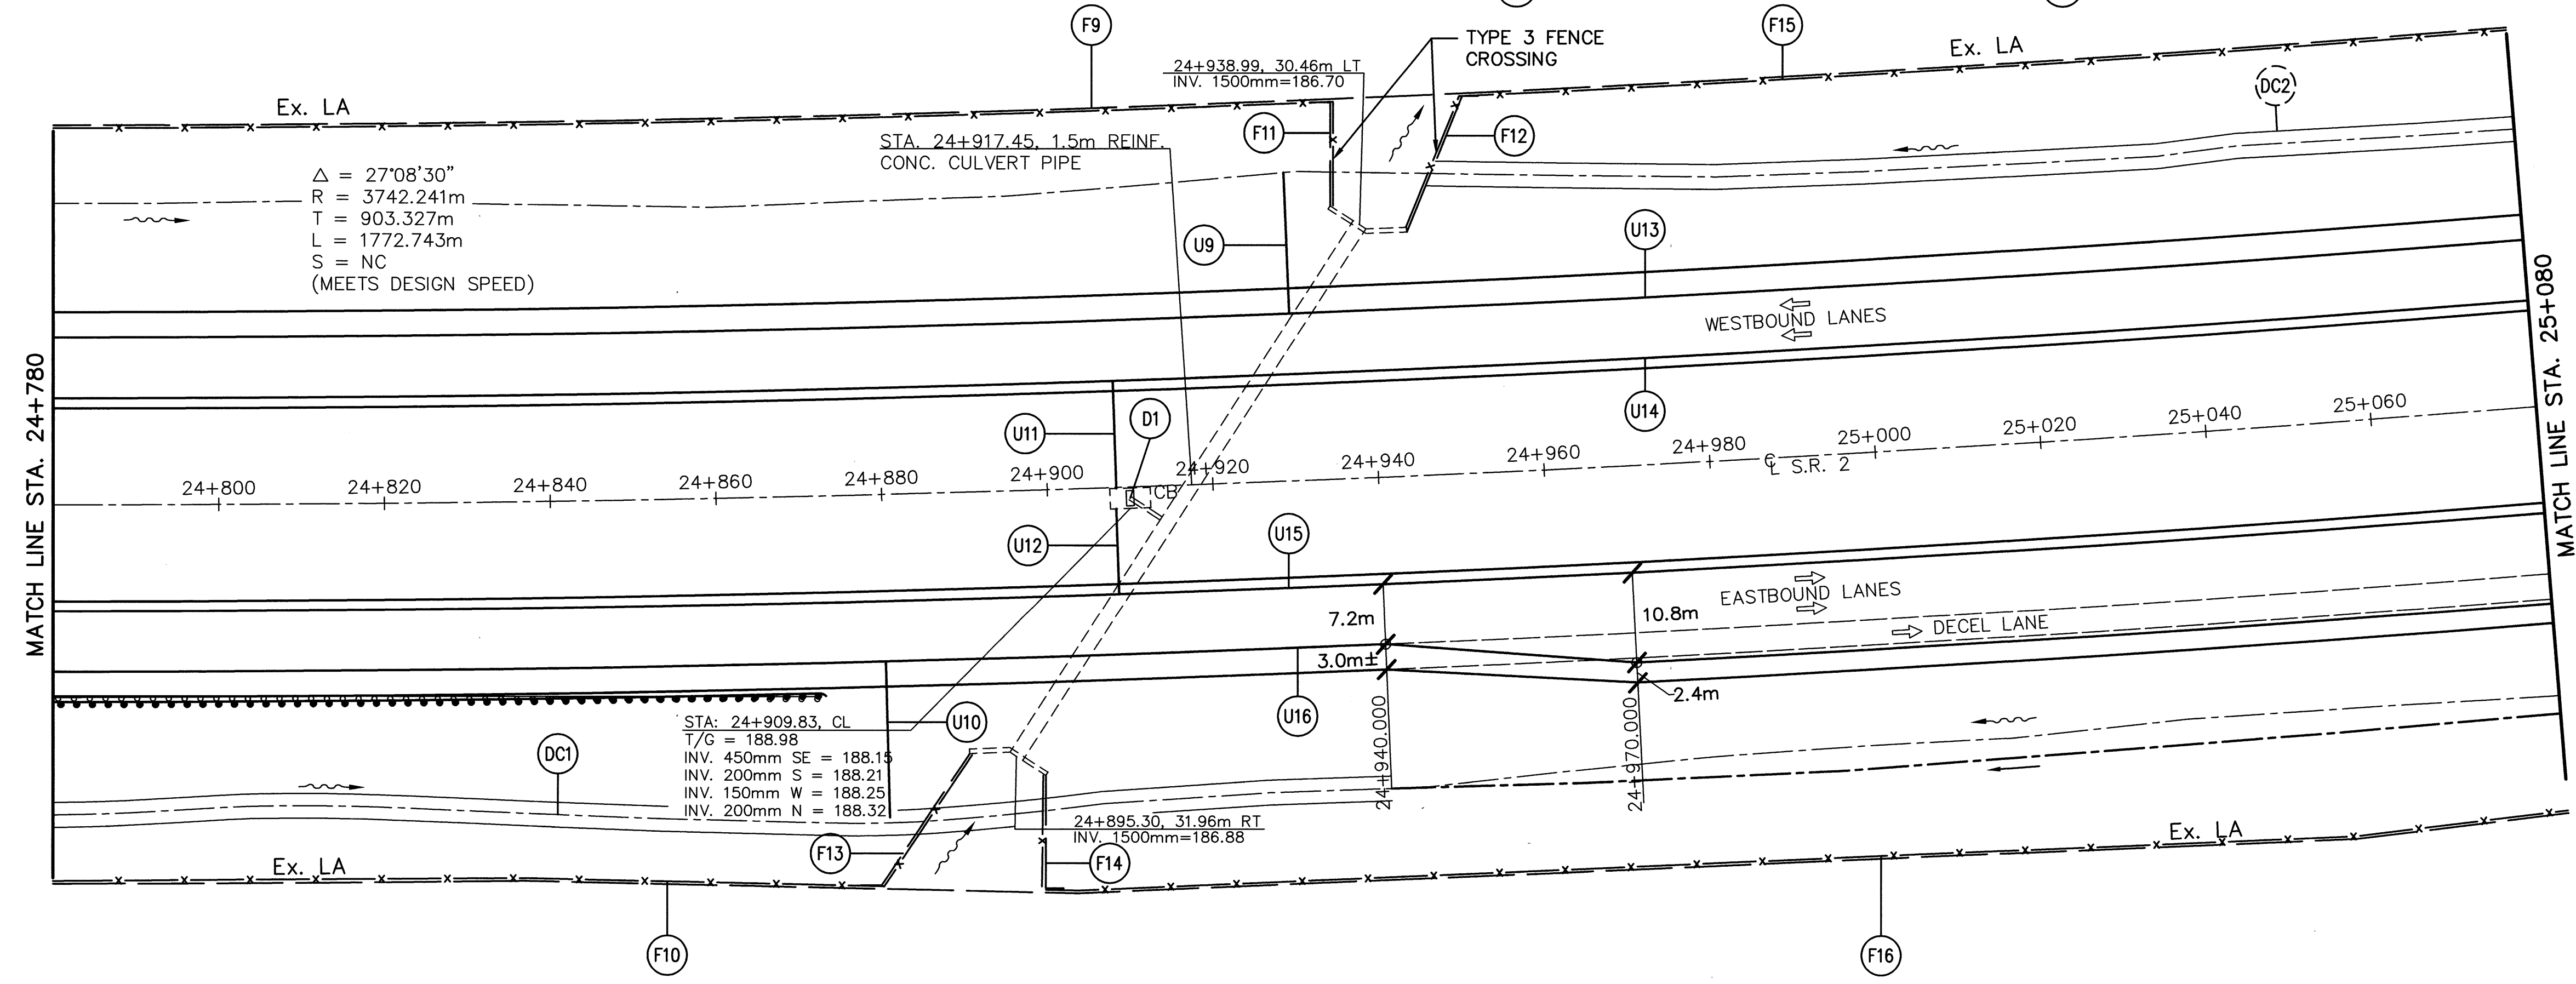 F9
F15
TYPE 3 FENCE
CROSSING
Ex. LA
24+938.99, 30.46m LT
INV. 1500mm=186.70
DC2
Ex. LA
F11
F12
STA. 24+917.45, 1.5m REINF.
CONC. CULVERT PIPE
Δ = 27°08'30"
R = 3742.241m
T = 903.327m
L = 1772.743m
S = NC
(MEETS DESIGN SPEED)
U9
U13
WESTBOUND LANES
MATCH LINE STA. 24+780
MATCH LINE STA. 25+080
U14
U11
D1
24+800
24+820
24+840
24+860
24+880
24+900
24+920
24+940
24+960
24+980
25+000
25+020
25+040
25+060
℄ S.R. 2
CB
U12
U15
EASTBOUND LANES
7.2m
10.8m
DECEL LANE
3.0m±
2.4m
U16
U10
STA: 24+909.83, CL
T/G = 188.98
INV. 450mm SE = 188.15
INV. 200mm S = 188.21
INV. 150mm W = 188.25
INV. 200mm N = 188.32
24+940.000
24+970.000
DC1
24+895.30, 31.96m RT
INV. 1500mm=186.88
F13
F14
Ex. LA
Ex. LA
F10
F16